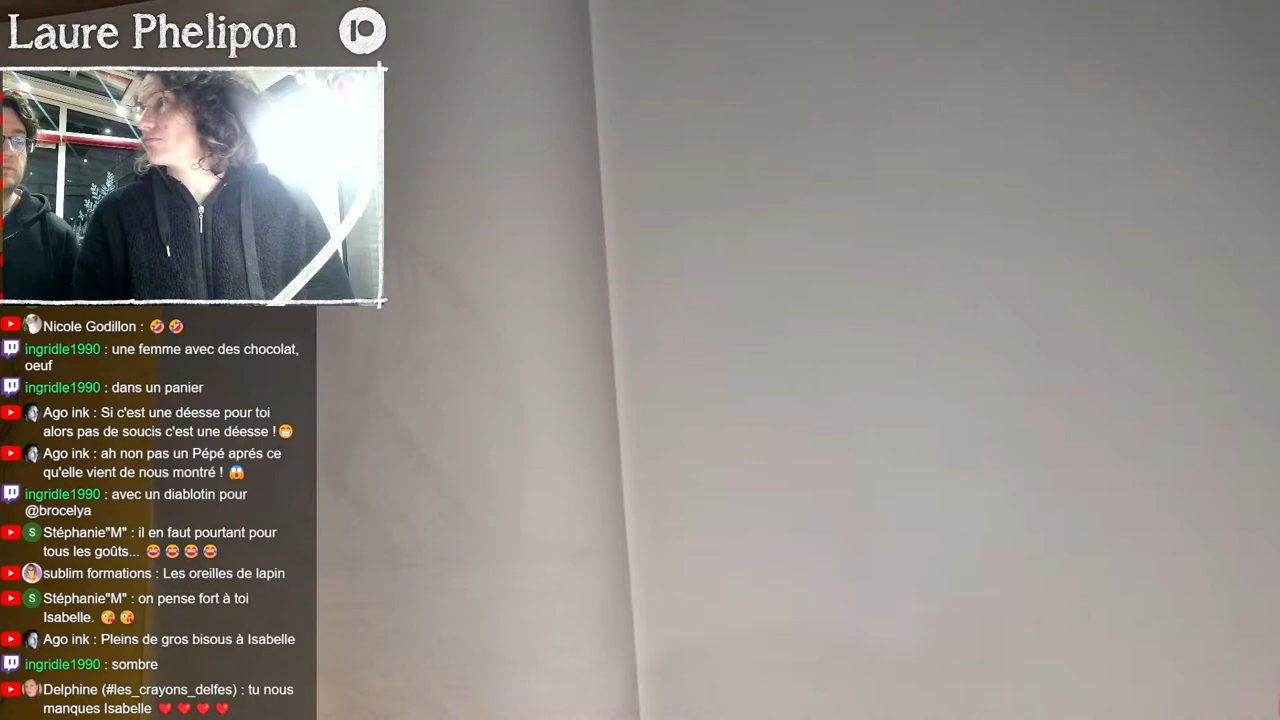 Laure Phelipon
Nicole Godillon : 🤣 🤣
ingridle1990 : une femme avec des chocolat,
oeuf
ingridle1990 : dans un panier
Ago ink : Si c'est une déesse pour toi
alors pas de soucis c'est une déesse !😁
Ago ink : ah non pas un Pépé aprés ce
qu'elle vient de nous montré ! 😱
ingridle1990 : avec un diablotin pour
@brocelya
S Stéphanie"M" : il en faut pourtant pour
tous les goûts... 😂 😂 😂 😂
sublim formations : Les oreilles de lapin
S Stéphanie"M" : on pense fort à toi
Isabelle. 😘 😘
Ago ink : Pleins de gros bisous à Isabelle
ingridle1990 : sombre
Delphine (#les_crayons_delfes) : tu nous
manques Isabelle ❤️ ❤️ ❤️ ❤️